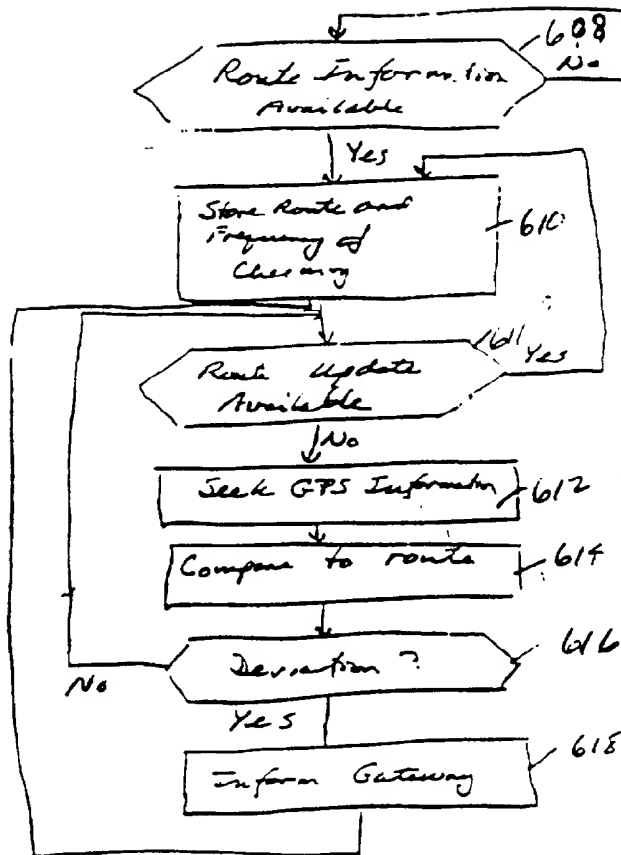 608
No
Route Information
Available
Yes
Store Route and
Frequency of
Checking
610
611
Yes
Route Update
Available
No
Seek GPS Information
612
Compare to route
614
Deviation ?
616
No
Yes
Inform Gateway
618